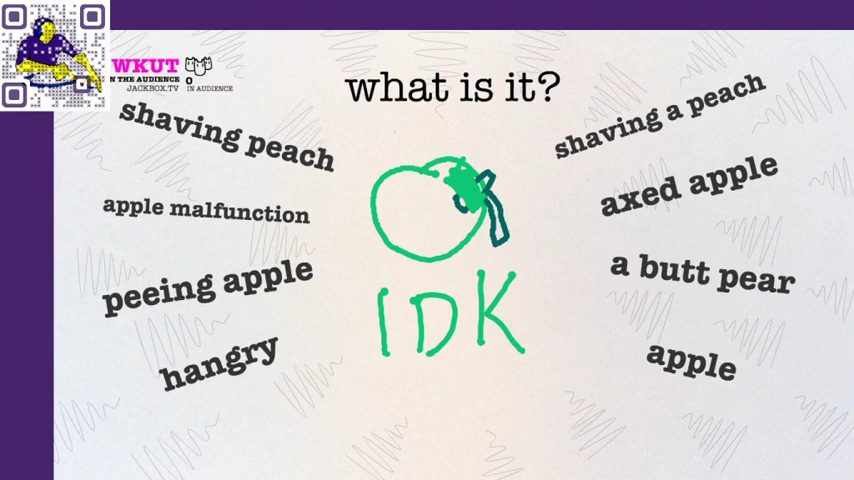 WKUT
N THE AUDIENCE
JACKBOX.TV
0
IN AUDIENCE
what is it?
shaving peach
apple malfunction
peeing apple
hangry
IDK
shaving a peach
axed apple
a butt pear
apple